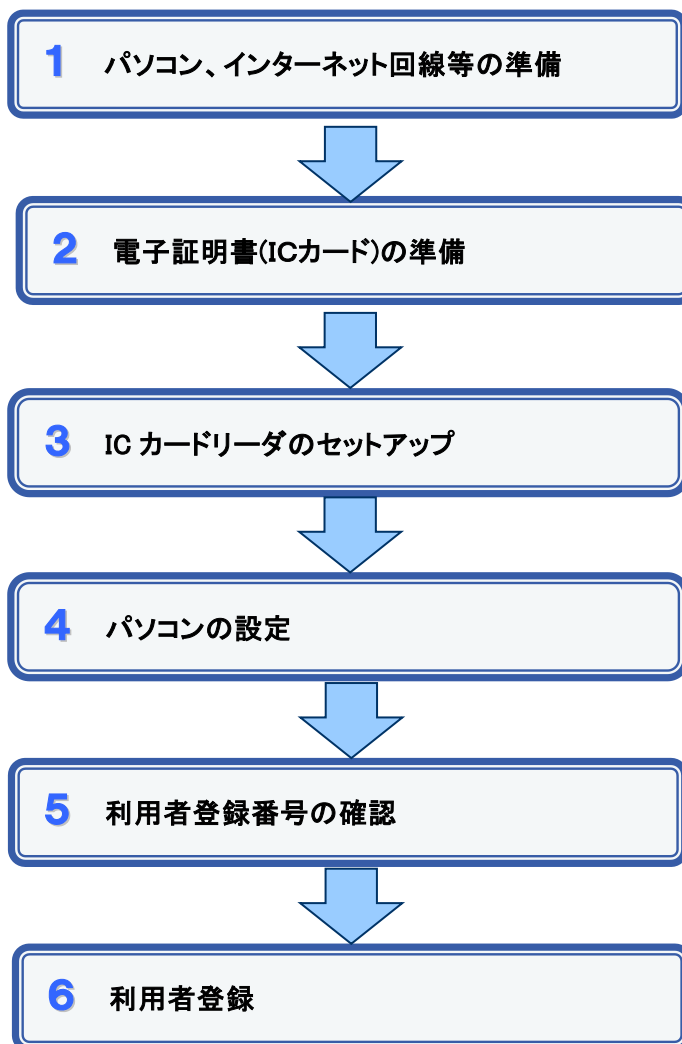 1 パソコン、インターネット回線等の準備
2 電子証明書(ICカード)の準備
3 IC カードリーダのセットアップ
4 パソコンの設定
5 利用者登録番号の確認
6 利用者登録